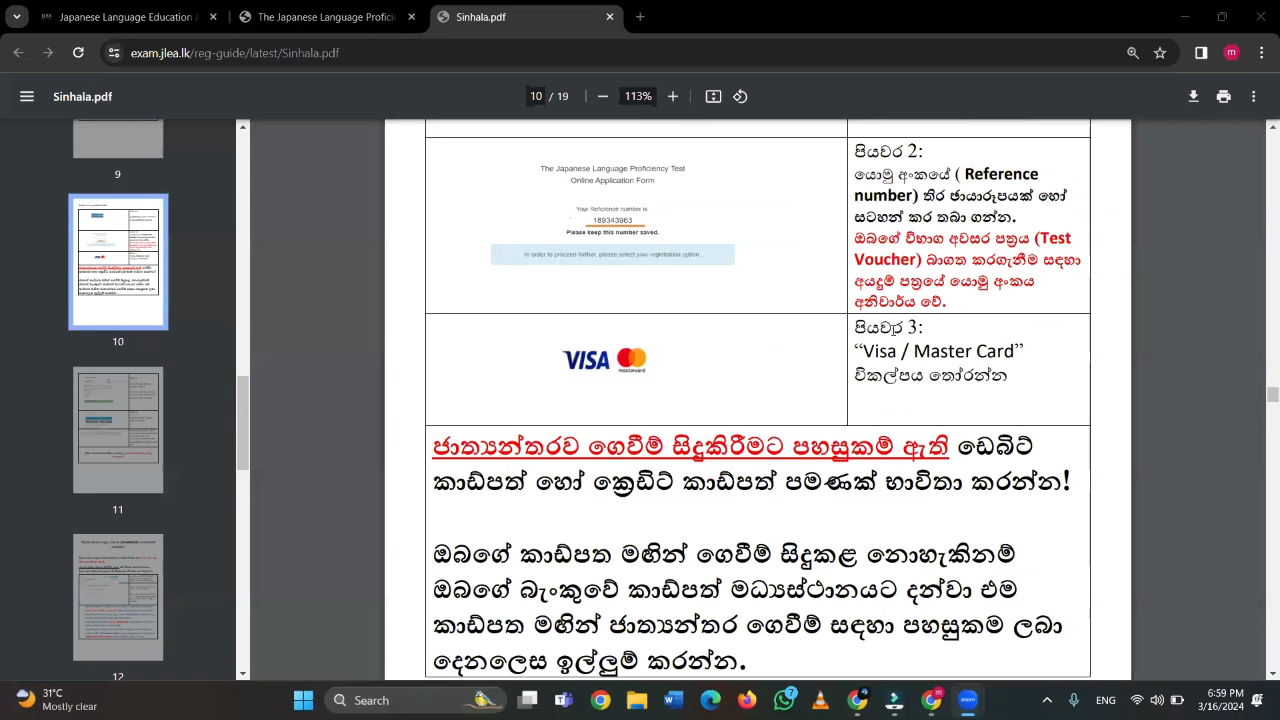 The Japanese Language Education
The Japanese Language Profici
Sinhala.pdf
exam.jlea.lk/reg-guide/latest/Sinhala.pdf
m
Sinhala.pdf
10 / 19
113%
9
10
11
12
The Japanese Language Proficiency Test
Online Application Form
Your Reference number is
189343963
Please keep this number saved.
In order to proceed further, please select your registration option.
පියවර 2:
යොමු අංකයේ ( Reference
number) තිර ඡායාරූපයක් හෝ
සටහන් කර තබා ගන්න.
ඔබගේ විභාග අවසර පත්‍රය (Test
Voucher) බාගත කරගැනීම සඳහා
අයදුම් පත්‍රයේ යොමු අංකය
අනිවාර්ය වේ.
VISA
mastercard
පියවර 3:
“Visa / Master Card”
විකල්පය තෝරන්න
ජාත්‍යන්තරව ගෙවීම් සිදුකිරීමට පහසුකම් ඇති ඩෙබිට්
කාඩ්පත් හෝ ක්‍රෙඩිට් කාඩ්පත් පමණක් භාවිතා කරන්න!
ඔබගේ කාඩ්පත මඟින් ගෙවීම් සිදුකළ නොහැකිනම්
ඔබගේ බැංකුවේ කාඩ්පත් මධ්‍යස්ථානයට දන්වා එම
කාඩ්පත මඟින් ජාත්‍යන්තර ගෙවීම් සඳහා පහසුකම ලබා
දෙනලෙස ඉල්ලුම් කරන්න.
31°C
Mostly clear
Search
7
zoom
ENG
6:59 PM
3/16/2024